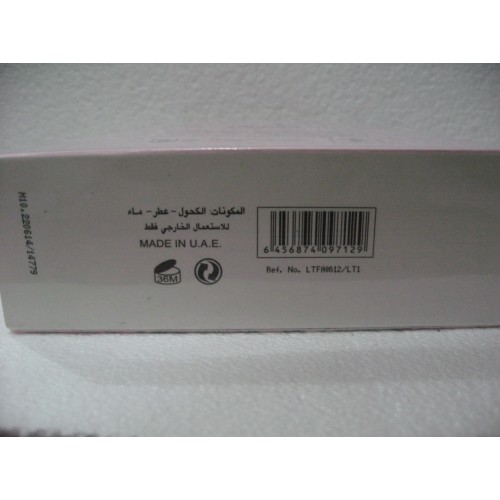 المكونات الكحول - عطر - ماء
للاستعمال الخارجي فقط
MADE IN U.A.E.
36M
6 456874 097129
Ref. No. LTFA0612/LT1
M10.220614/14779